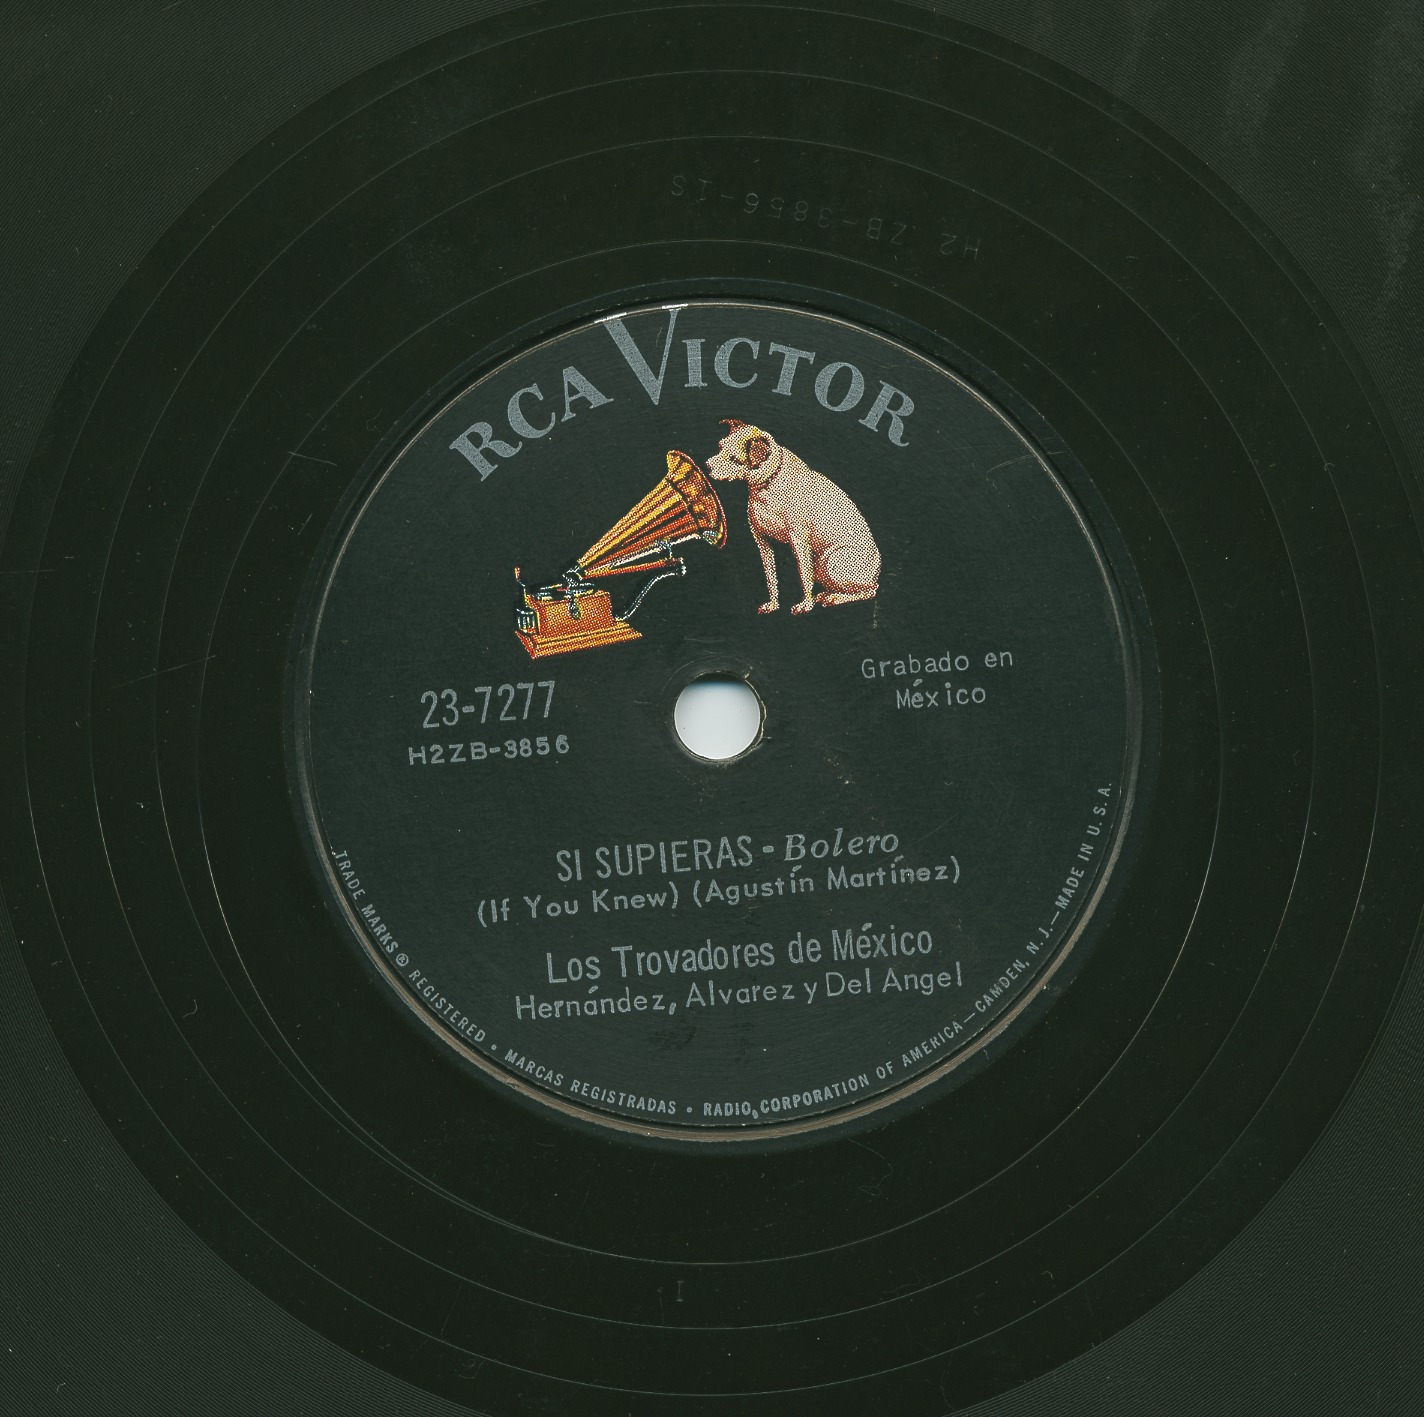 H2 ZB-3856-1S
RCA VICTOR
Grabado en
México
23-7277
H2ZB-3856
SI SUPIERAS - Bolero
(If You Knew) (Agustín Martínez)
Los Trovadores de México
Hernández, Alvarez y Del Angel
TRADE MARKS ® REGISTERED • MARCAS REGISTRADAS • RADIO CORPORATION OF AMERICA—CAMDEN, N. J.—MADE IN U. S. A.
I